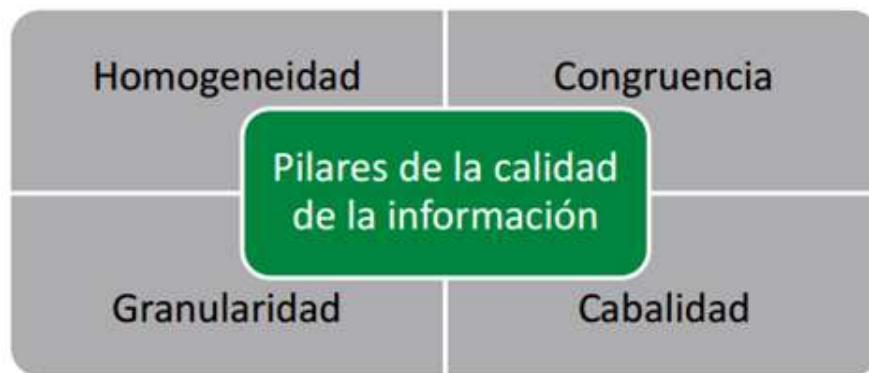 Homogeneidad
Congruencia
Pilares de la calidad
de la información
Granularidad
Cabalidad